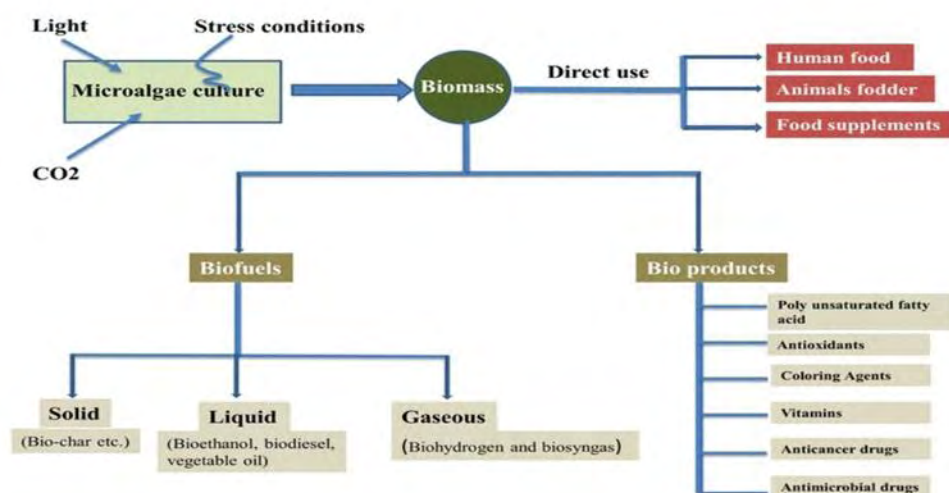 Light
Stress conditions
Microalgae culture
CO2
Biomass
Direct use
Human food
Animals fodder
Food supplements
Biofuels
Bio products
Solid
(Bio-char etc.)
Liquid
(Bioethanol, biodiesel,
vegetable oil)
Gaseous
(Biohydrogen and biosyngas)
Poly unsaturated fatty
acid
Antioxidants
Coloring Agents
Vitamins
Anticancer drugs
Antimicrobial drugs